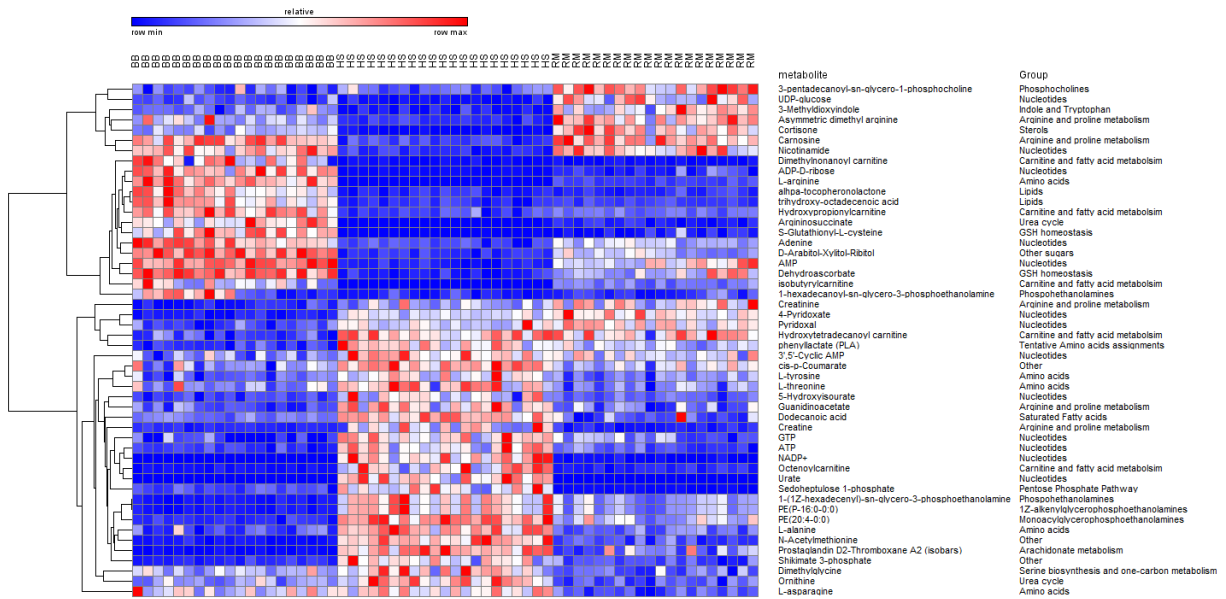 relative
row min row max
BB BB BB BB BB BB BB BB BB BB BB BB BB BB BB BB BB BB BB BB HS HS HS HS HS HS HS HS HS HS HS HS HS HS HS HS HS HS HS HS HS RM RM RM RM RM RM RM RM RM RM RM RM RM RM RM RM RM RM RM RM
metabolite Group
3-pentadecanoyl-sn-glycero-1-phosphocholine Phosphocholines
UDP-glucose Nucleotides
3-Methyldioxyindole Indole and Tryptophan
Asymmetric dimethyl arginine Arginine and proline metabolism
Cortisone Sterols
Carnosine Arginine and proline metabolism
Nicotinamide Nucleotides
Dimethylnonanoyl carnitine Carnitine and fatty acid metabolsim
ADP-D-ribose Nucleotides
L-arginine Amino acids
alhpa-tocopheronolactone Lipids
trihydroxy-octadecenoic acid Lipids
Hydroxypropionylcarnitine Carnitine and fatty acid metabolsim
Argininosuccinate Urea cycle
S-Glutathionyl-L-cysteine GSH homeostasis
Adenine Nucleotides
D-Arabitol-Xylitol-Ribitol Other sugars
AMP Nucleotides
Dehydroascorbate GSH homeostasis
isobutyrylcarnitine Carnitine and fatty acid metabolsim
1-hexadecanoyl-sn-glycero-3-phosphoethanolamine Phospohethanolamines
Creatinine Arginine and proline metabolism
4-Pyridoxate Nucleotides
Pyridoxal Nucleotides
Hydroxytetradecanoyl carnitine Carnitine and fatty acid metabolsim
phenyllactate (PLA) Tentative Amino acids assignments
3',5'-Cyclic AMP Nucleotides
cis-p-Coumarate Other
L-tyrosine Amino acids
L-threonine Amino acids
5-Hydroxyisourate Nucleotides
Guanidinoacetate Arginine and proline metabolism
Dodecanoic acid Saturated Fatty acids
Creatine Arginine and proline metabolism
GTP Nucleotides
ATP Nucleotides
NADP+ Nucleotides
Octenoylcarnitine Carnitine and fatty acid metabolsim
Urate Nucleotides
Sedoheptulose 1-phosphate Pentose Phosphate Pathway
1-(1Z-hexadecenyl)-sn-glycero-3-phosphoethanolamine Phospohethanolamines
PE(P-16:0-0:0) 1Z-alkenylglycerophosphoethanolamines
PE(20:4-0:0) Monoacylglycerophosphoethanolamines
L-alanine Amino acids
N-Acetylmethionine Other
Prostaglandin D2-Thromboxane A2 (isobars) Arachidonate metabolism
Shikimate 3-phosphate Other
Dimethylglycine Serine biosynthesis and one-carbon metabolism
Ornithine Urea cycle
L-asparagine Amino acids